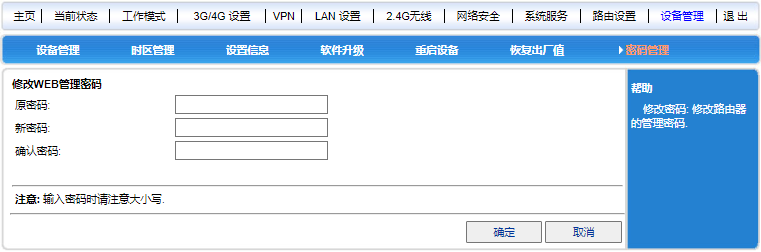 主页 当前状态 工作模式 3G/4G 设置 VPN LAN 设置 2.4G无线 网络安全 系统服务 路由设置 设备管理 退 出
设备管理 时区管理 设置信息 软件升级 重启设备 恢复出厂值 密码管理
修改WEB管理密码
原密码:
新密码:
确认密码:
注意: 输入密码时请注意大小写.
确定 取消
帮助
修改密码: 修改路由器
的管理密码.